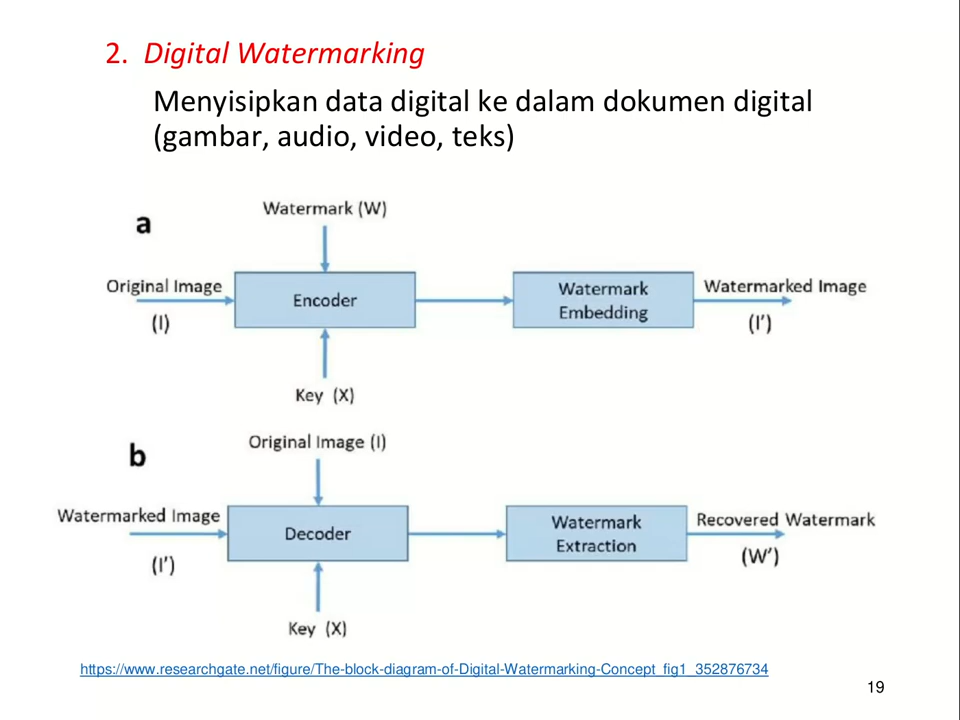 2. Digital Watermarking
Menyisipkan data digital ke dalam dokumen digital
(gambar, audio, video, teks)
a
Watermark (W)
Original Image
(I)
Encoder
Key (X)
Watermark
Embedding
Watermarked Image
(I’)
b
Original Image (I)
Watermarked Image
(I’)
Decoder
Key (X)
Watermark
Extraction
Recovered Watermark
(W’)
https://www.researchgate.net/figure/The-block-diagram-of-Digital-Watermarking-Concept_fig1_352876734
19